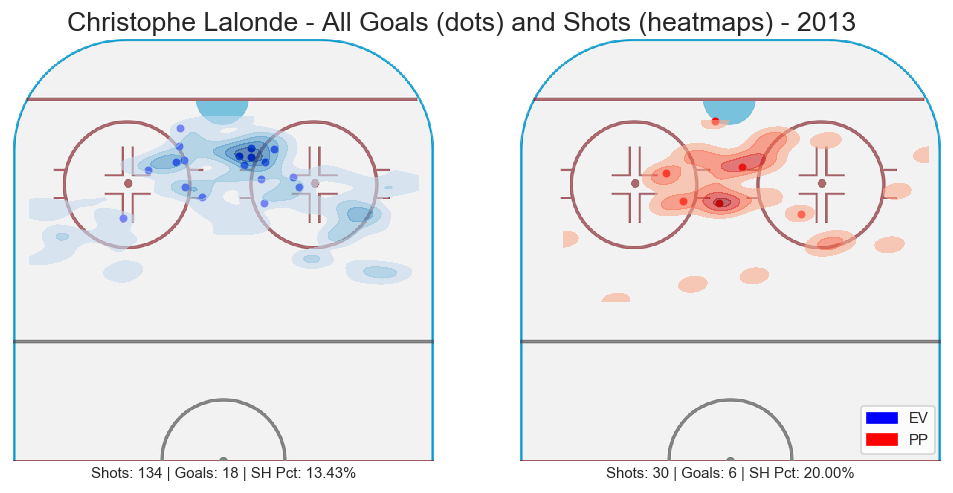 Christophe Lalonde - All Goals (dots) and Shots (heatmaps) - 2013
EV
PP
Shots: 134 | Goals: 18 | SH Pct: 13.43%
Shots: 30 | Goals: 6 | SH Pct: 20.00%